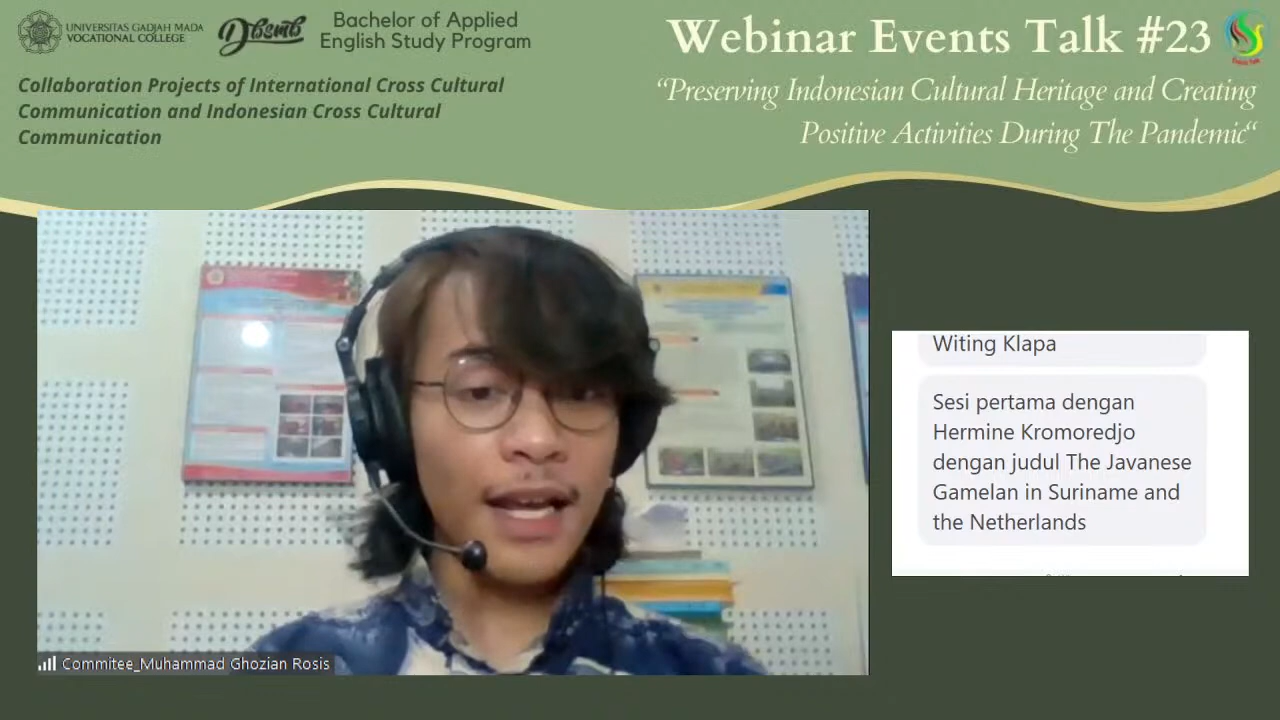 UNIVERSITAS GADJAH MADA
VOCATIONAL COLLEGE
Dbsmb
Bachelor of Applied
English Study Program
Collaboration Projects of International Cross Cultural
Communication and Indonesian Cross Cultural
Communication
Webinar Events Talk #23
“Preserving Indonesian Cultural Heritage and Creating
Positive Activities During The Pandemic“
Witing Klapa
Sesi pertama dengan
Hermine Kromoredjo
dengan judul The Javanese
Gamelan in Suriname and
the Netherlands
Commitee_Muhammad Ghozian Rosis